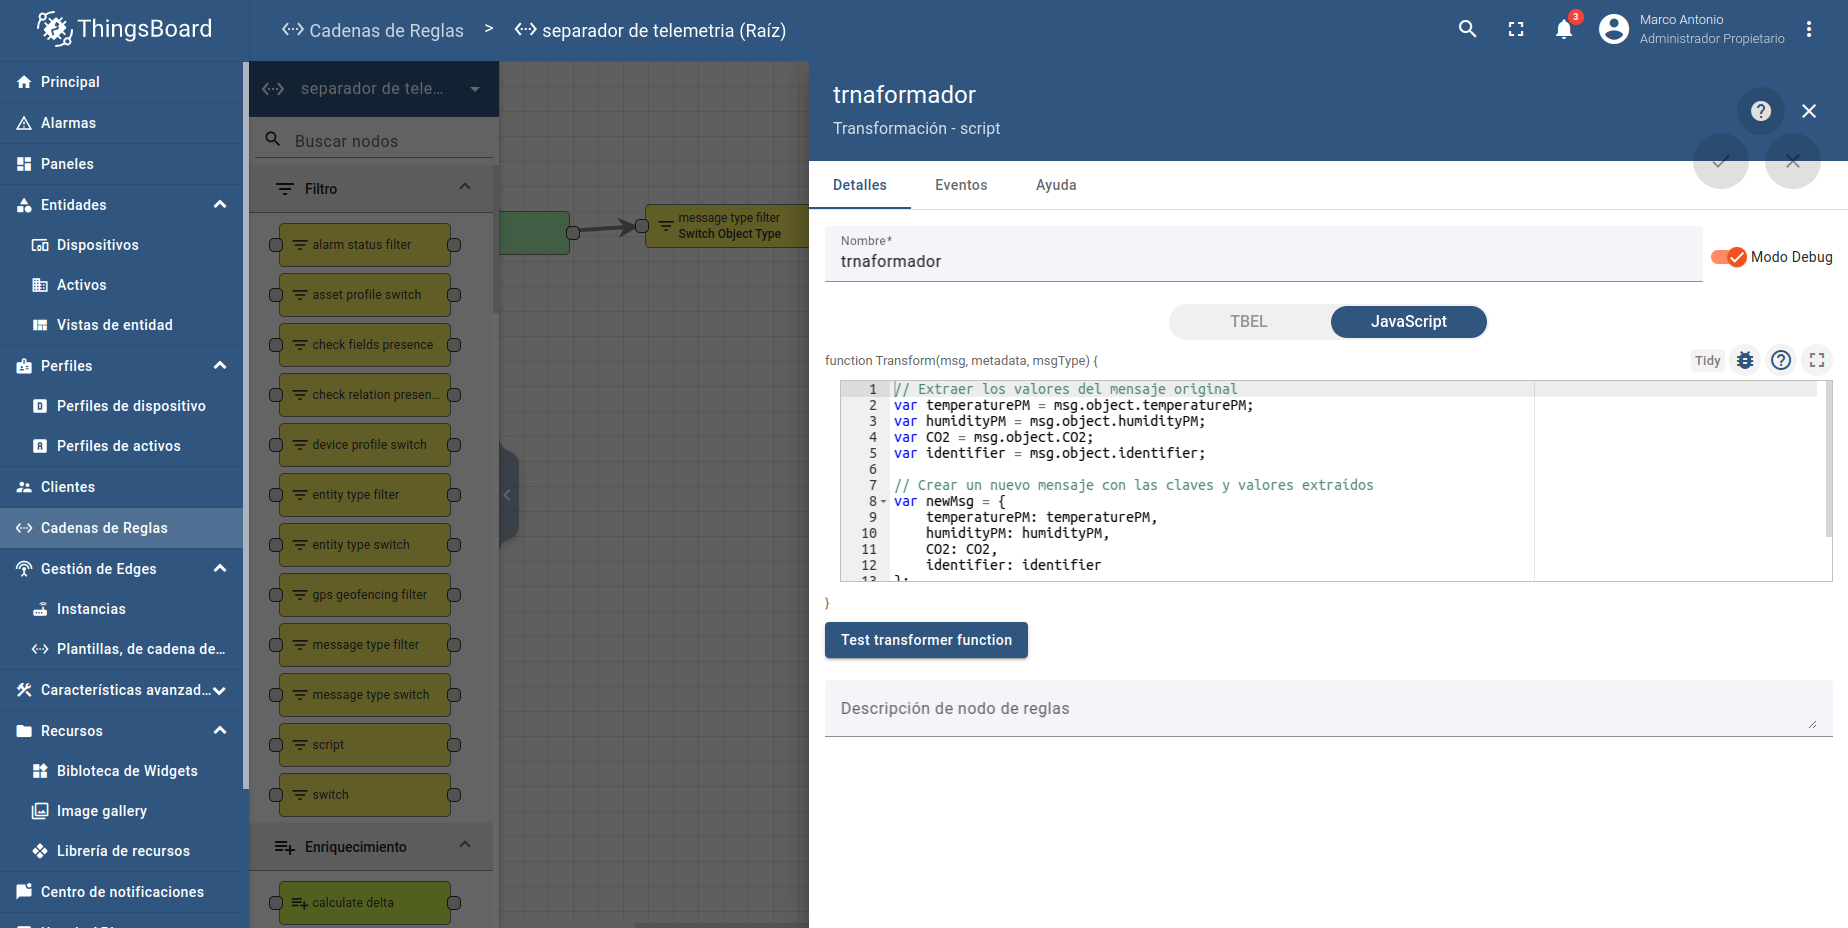 ThingsBoard
Cadenas de Reglas > separador de telemetria (Raíz)
3
Marco Antonio
Administrador Propietario
Principal
Alarmas
Paneles
Entidades
Dispositivos
Activos
Vistas de entidad
Perfiles
Perfiles de dispositivo
Perfiles de activos
Clientes
Cadenas de Reglas
Gestión de Edges
Instancias
Plantillas, de cadena de…
Características avanzad…
Recursos
Bibloteca de Widgets
Image gallery
Librería de recursos
Centro de notificaciones
separador de tele…
Buscar nodos
Filtro
alarm status filter
asset profile switch
check fields presence
check relation presen…
device profile switch
entity type filter
entity type switch
gps geofencing filter
message type filter
message type switch
script
switch
Enriquecimiento
calculate delta
message type filter
Switch Object Type
trnaformador
Transformación - script
Detalles
Eventos
Ayuda
Nombre*
trnaformador
Modo Debug
TBEL
JavaScript
function Transform(msg, metadata, msgType) {
Tidy
1 // Extraer los valores del mensaje original
2 var temperaturePM = msg.object.temperaturePM;
3 var humidityPM = msg.object.humidityPM;
4 var CO2 = msg.object.CO2;
5 var identifier = msg.object.identifier;
6
7 // Crear un nuevo mensaje con las claves y valores extraidos
8 var newMsg = {
9 temperaturePM: temperaturePM,
10 humidityPM: humidityPM,
11 CO2: CO2,
12 identifier: identifier
13 };
}
Test transformer function
Descripción de nodo de reglas